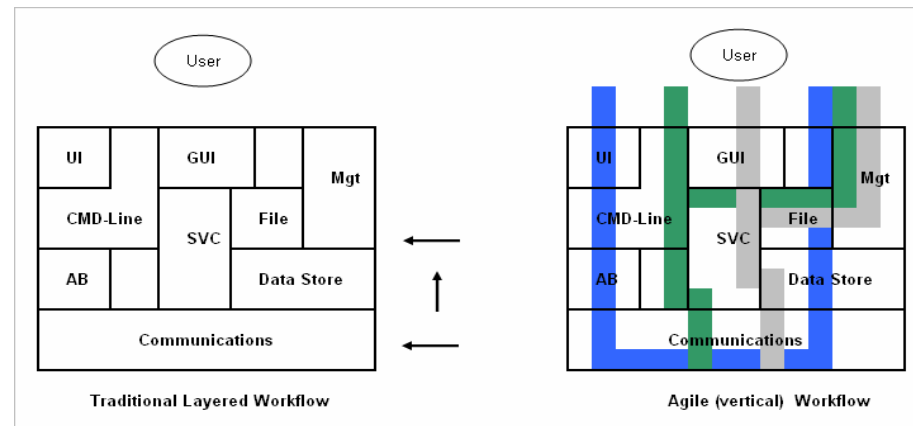 User
UI
GUI
Mgt
CMD-Line
SVC
File
AB
Data Store
Communications
Traditional Layered Workflow
User
UI
GUI
Mgt
CMD-Line
SVC
File
AB
Data Store
Communications
Agile (vertical) Workflow